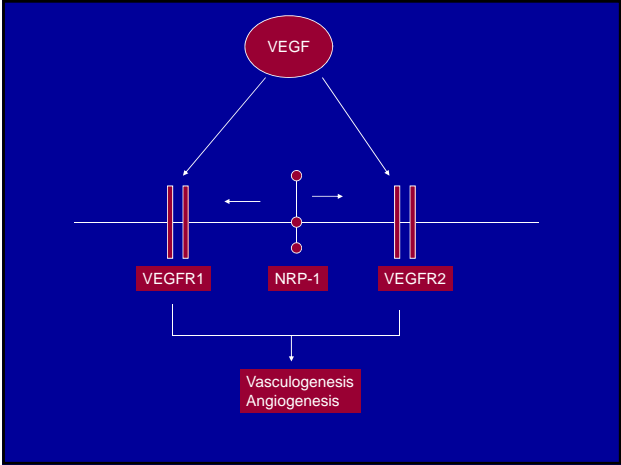 VEGF
VEGFR1
NRP-1
VEGFR2
Vasculogenesis
Angiogenesis